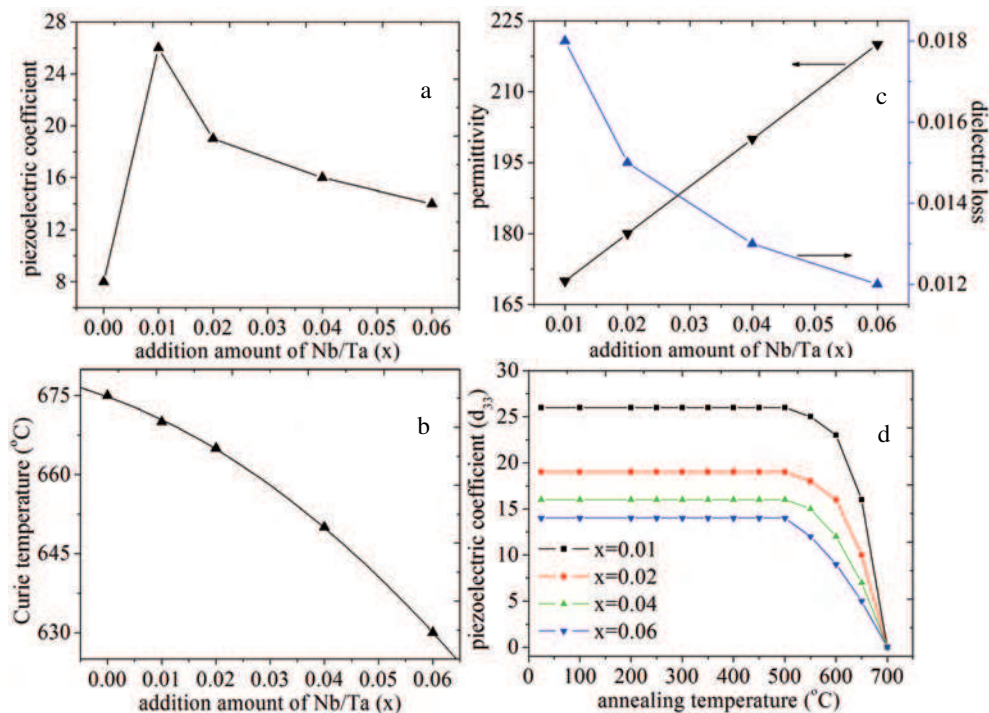 28
24
20
16
12
8
piezoelectric coefficient
a
0.00 0.01 0.02 0.03 0.04 0.05 0.06
addition amount of Nb/Ta (x)
225
210
195
180
165
permittivity
c
0.018
0.016
0.014
0.012
dielectric loss
0.01 0.02 0.03 0.04 0.05 0.06
addition amount of Nb/Ta (x)
675
660
645
630
Curie temperature (°C)
b
0.00 0.01 0.02 0.03 0.04 0.05 0.06
addition amount of Nb/Ta (x)
30
25
20
15
10
5
0
piezoelectric coefficient (d33)
d
x=0.01
x=0.02
x=0.04
x=0.06
0 100 200 300 400 500 600 700
annealing temperature (°C)